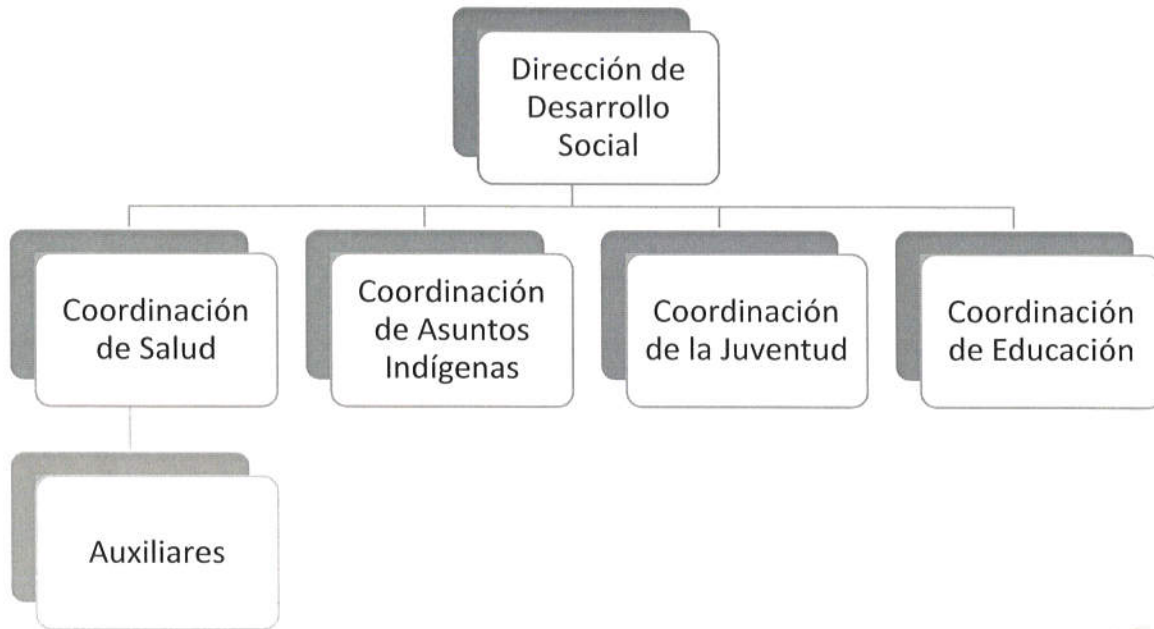 Dirección de
Desarrollo
Social
Coordinación
de Salud
Coordinación
de Asuntos
Indígenas
Coordinación
de la Juventud
Coordinación
de Educación
Auxiliares